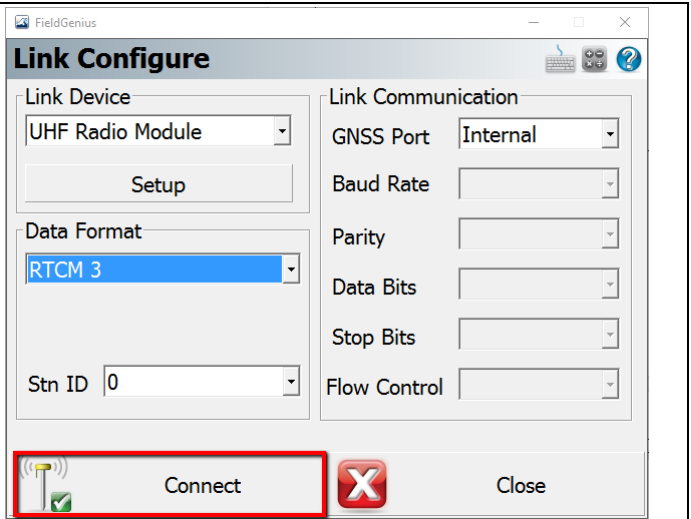 FieldGenius
Link Configure
Link Device
UHF Radio Module
Setup
Data Format
RTCM 3
Stn ID 0
Link Communication
GNSS Port Internal
Baud Rate
Parity
Data Bits
Stop Bits
Flow Control
Connect
Close